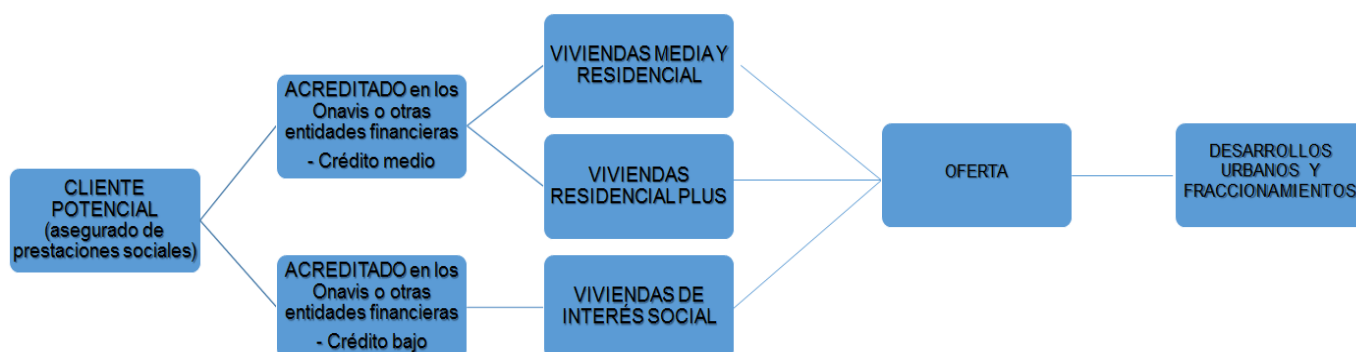 CLIENTE
POTENCIAL
(asegurado de
prestaciones sociales)
ACREDITADO en los
Onavis o otras
entidades financieras
- Crédito medio
ACREDITADO en los
Onavis o otras
entidades financieras
- Crédito bajo
VIVIENDAS MEDIA Y
RESIDENCIAL
VIVIENDAS
RESIDENCIAL PLUS
VIVIENDAS DE
INTERÉS SOCIAL
OFERTA
DESARROLLOS
URBANOS Y
FRACCIONAMIENTOS